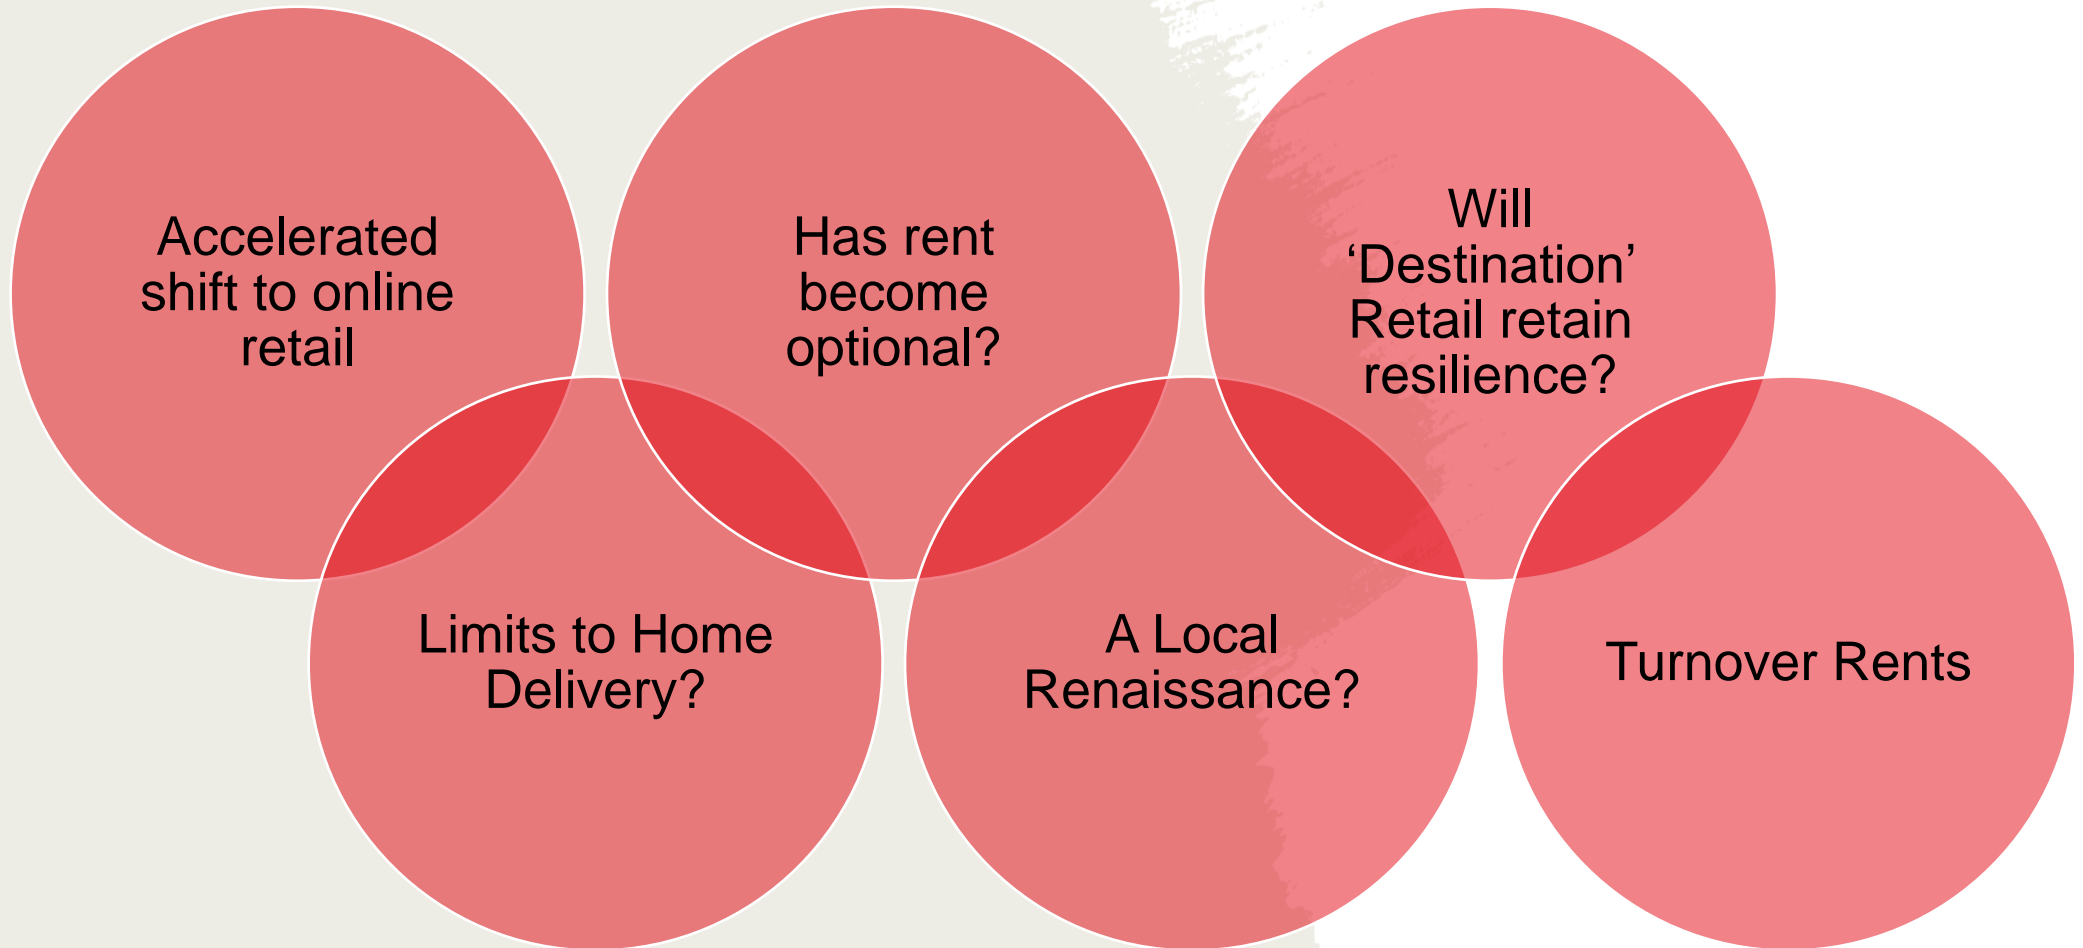 Accelerated
shift to online
retail
Has rent
become
optional?
Will
‘Destination’
Retail retain
resilience?
Limits to Home
Delivery?
A Local
Renaissance?
Turnover Rents